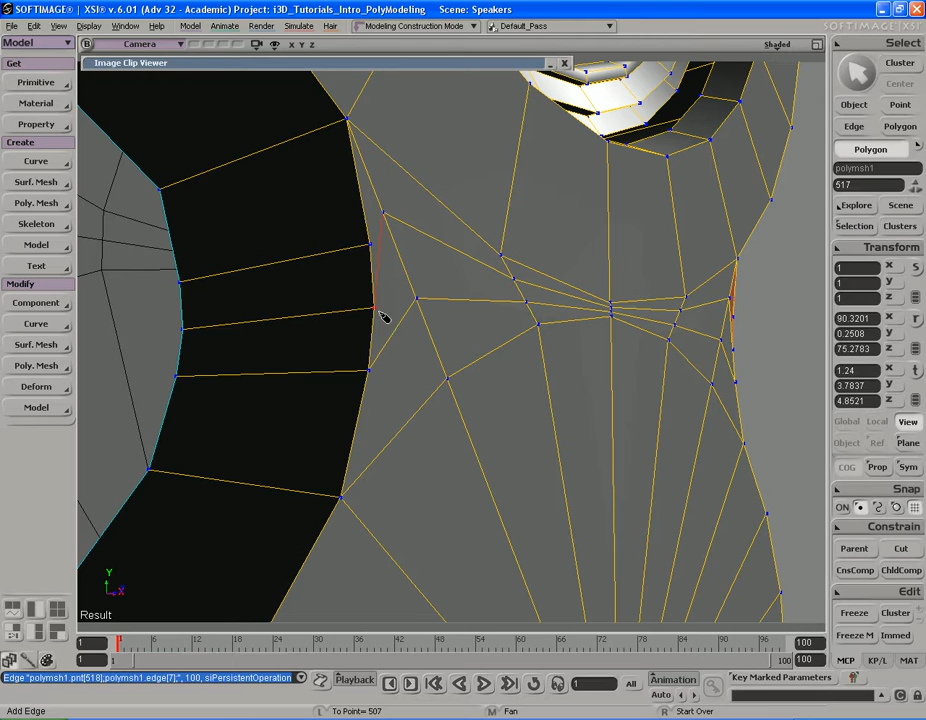 SOFTIMAGE® | XSI® v.6.01 (Adv 32 - Academic) Project: i3D_Tutorials_Intro_PolyModeling    Scene: Speakers
File Edit View Display Window Help Model Animate Render Simulate Hair Modeling Construction Mode Default_Pass SOFTIMAGE|XSI
Model B Camera X Y Z Shaded Select
Get Image Clip Viewer Cluster
Primitive Center
Material Object Point
Property Edge Polygon
Create Polygon
Curve polymsh1
Surf. Mesh 517
Poly. Mesh Explore Scene
Skeleton Selection Clusters
Model Transform
Text 1 x S
Modify 1 y
Component 1 z
Curve 90.3201 x r
Surf. Mesh 0.2508 y
Poly. Mesh 75.2783 z
Deform 1.24 x t
Model 3.7837 y
4.8521 z
Global Local View
Object Ref Plane
COG Prop Sym
Snap
ON
Constrain
Parent Cut
CnsComp ChldComp
Edit
Freeze Cluster
Freeze M Immed
Y
X
Result
1 1 6 12 18 24 30 36 42 48 54 60 66 72 78 84 90 96 100
1 1 100 100 MCP KP/L MAT
Edge "polymsh1.pnt[518];polymsh1.edge[7];", 100, siPersistentOperation Playback 1 All Animation Key Marked Parameters
Auto
Add Edge L To Point= 507 M Fan R Start Over